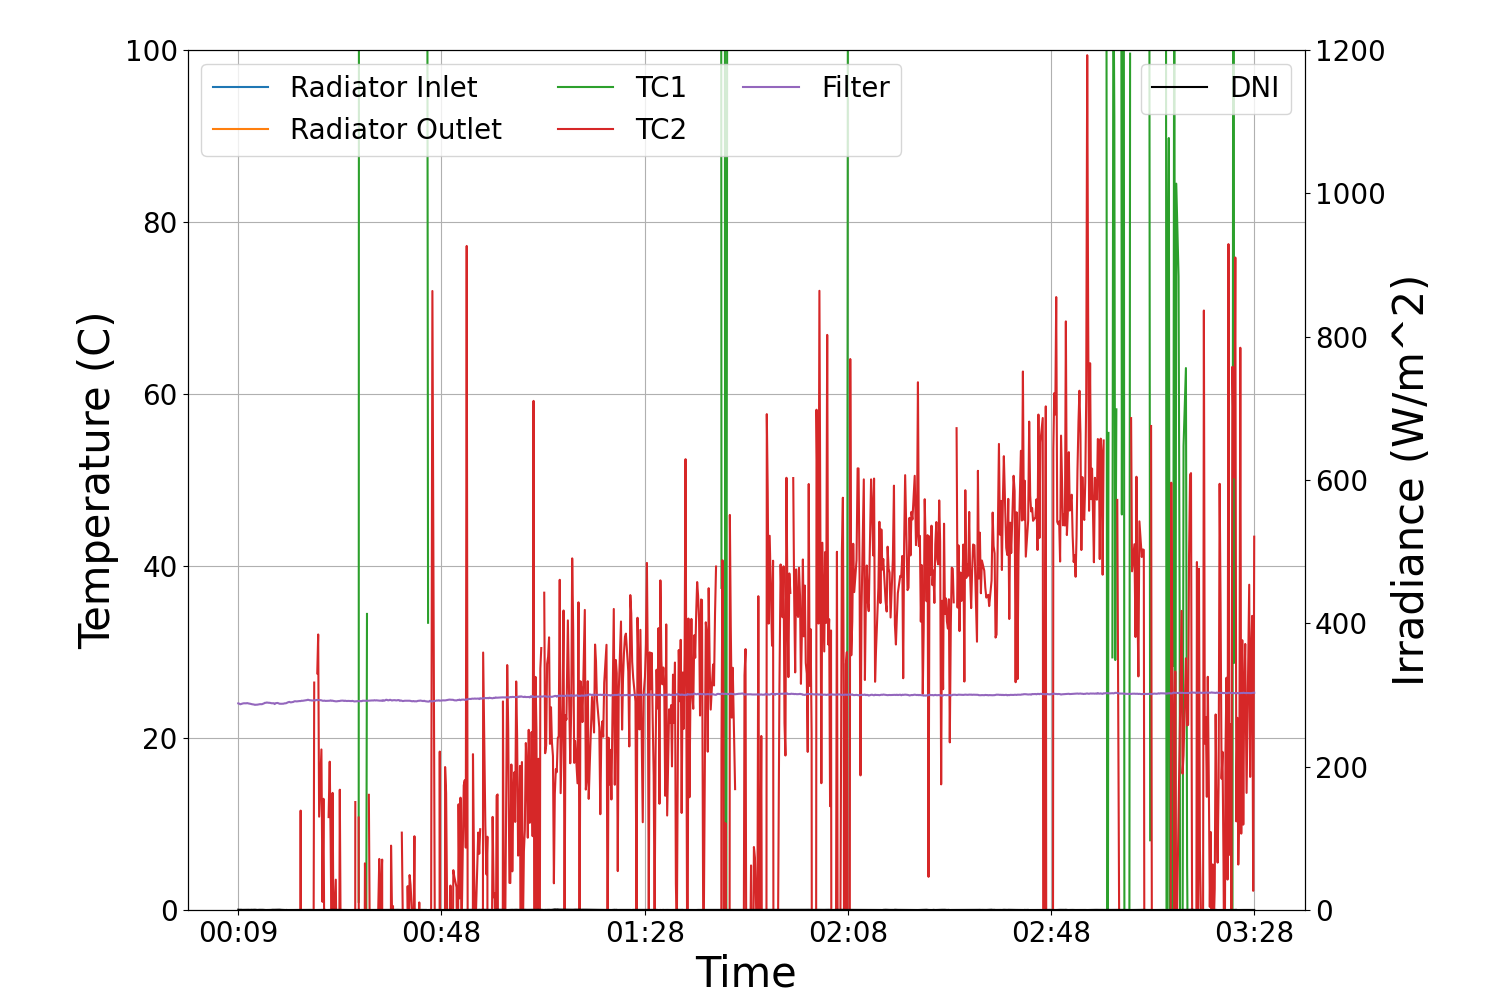 100
80
60
40
20
0
1200
1000
800
600
400
200
0
Radiator Inlet
Radiator Outlet
TC1
TC2
Filter
DNI
Temperature (C)
Irradiance (W/m^2)
00:09
00:48
01:28
02:08
02:48
03:28
Time